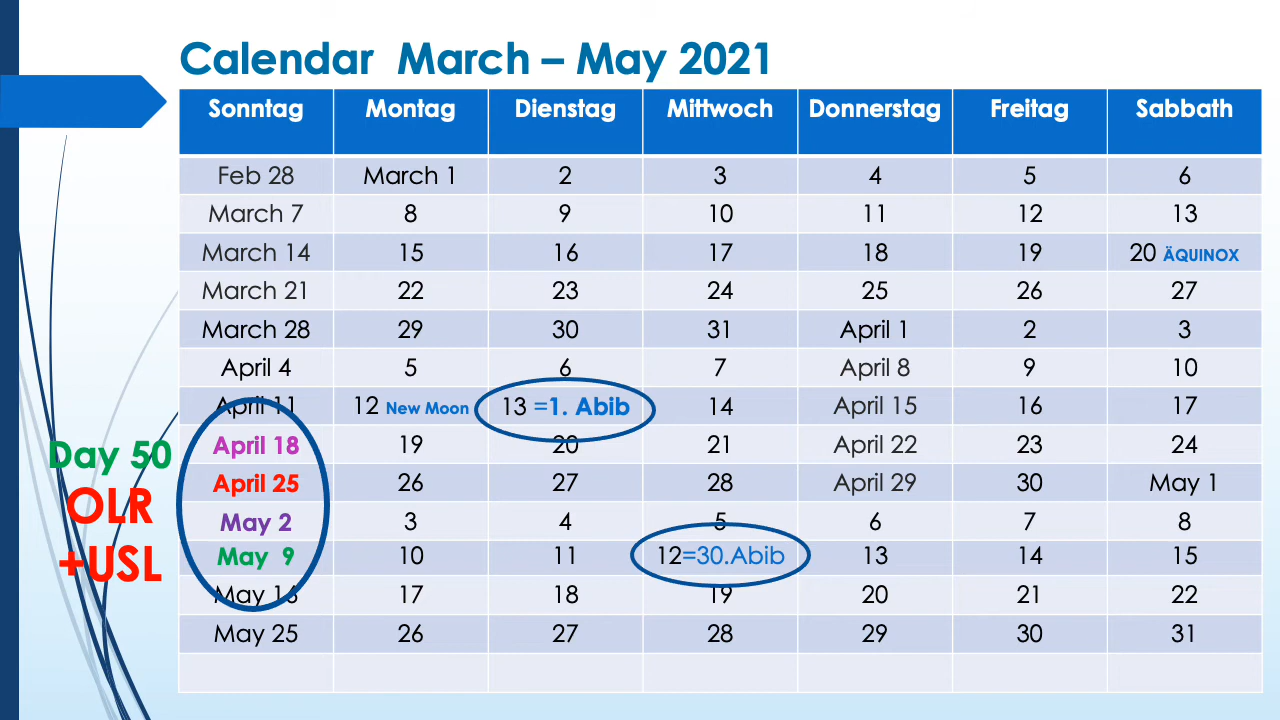 Calendar March – May 2021
Sonntag Montag Dienstag Mittwoch Donnerstag Freitag Sabbath
Feb 28 March 1 2 3 4 5 6
March 7 8 9 10 11 12 13
March 14 15 16 17 18 19 20 ÄQUINOX
March 21 22 23 24 25 26 27
March 28 29 30 31 April 1 2 3
April 4 5 6 7 April 8 9 10
April 11 12 New Moon 13 =1. Abib 14 April 15 16 17
April 18 19 20 21 April 22 23 24
Day 50
April 25 26 27 28 April 29 30 May 1
OLR
May 2 3 4 5 6 7 8
May 9 10 11 12=30.Abib 13 14 15
+USL
May 16 17 18 19 20 21 22
May 25 26 27 28 29 30 31